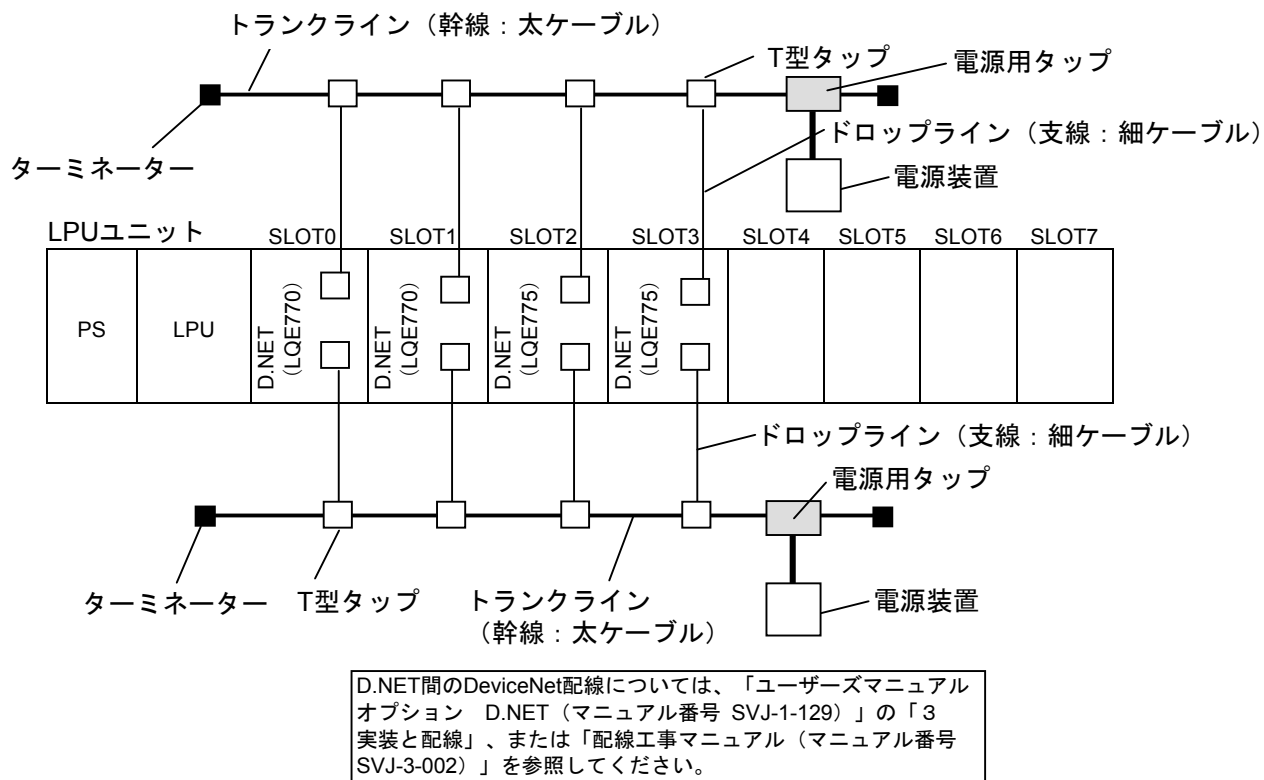 トランクライン（幹線：太ケーブル）
T型タップ
電源用タップ
ドロップライン（支線：細ケーブル）
ターミネーター
電源装置
LPUユニット
SLOT0
SLOT1
SLOT2
SLOT3
SLOT4
SLOT5
SLOT6
SLOT7
PS
LPU
D.NET
（LQE770）
D.NET
（LQE770）
D.NET
（LQE775）
D.NET
（LQE775）
ドロップライン（支線：細ケーブル）
電源用タップ
ターミネーター
T型タップ
トランクライン
（幹線：太ケーブル）
電源装置
D.NET間のDeviceNet配線については、「ユーザーズマニュアル
オプション　D.NET（マニュアル番号 SVJ-1-129）」の「３
実装と配線」、または「配線工事マニュアル（マニュアル番号
SVJ-3-002）」を参照してください。